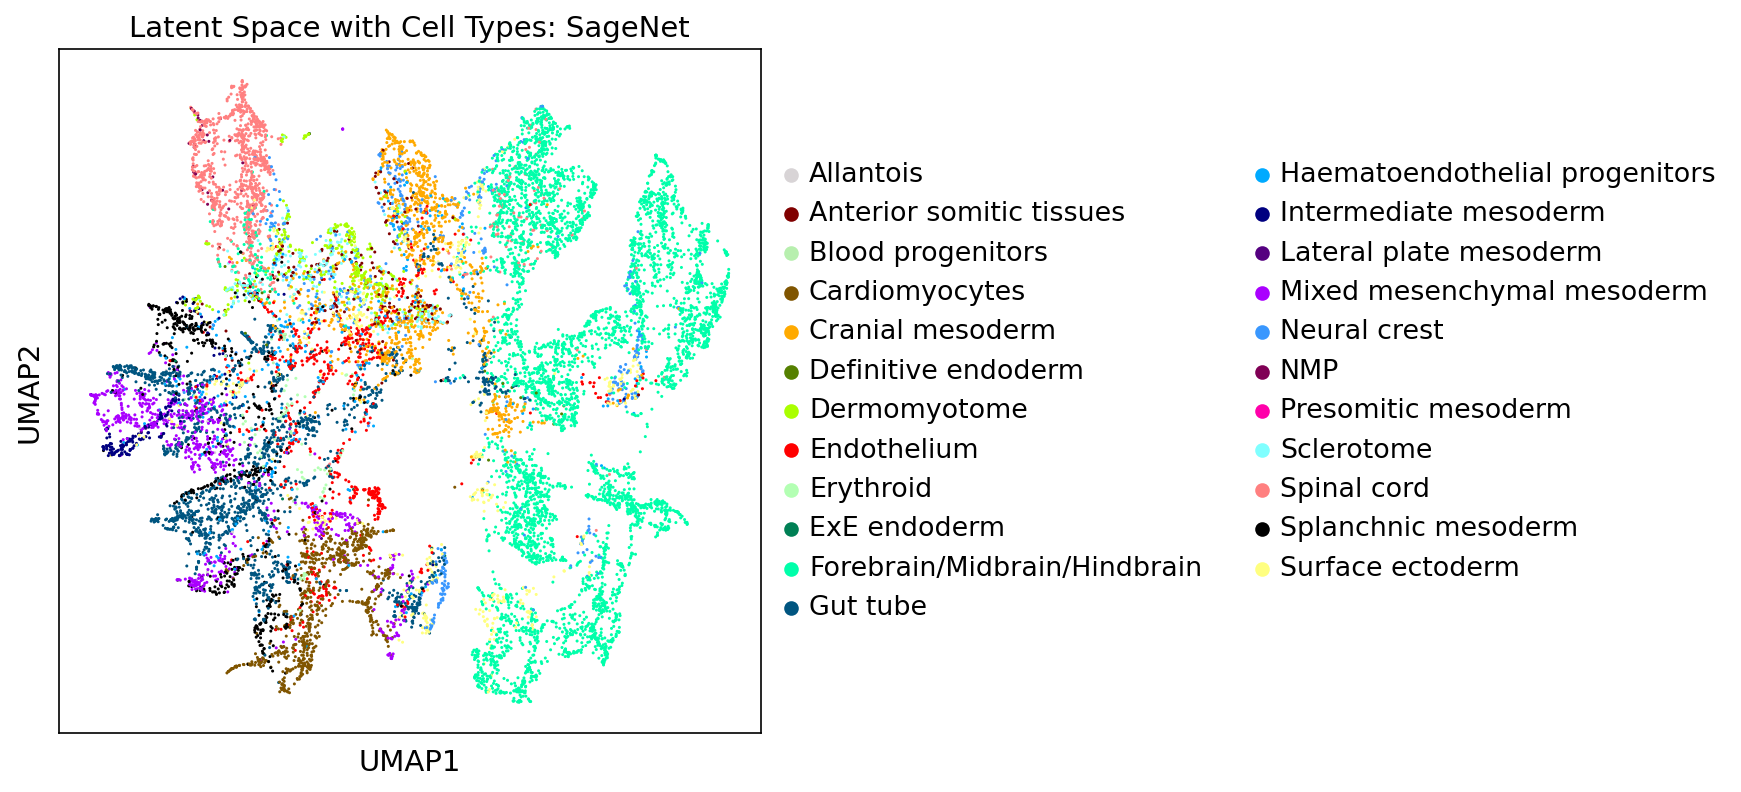 Latent Space with Cell Types: SageNet
UMAP2
UMAP1
Allantois
Anterior somitic tissues
Blood progenitors
Cardiomyocytes
Cranial mesoderm
Definitive endoderm
Dermomyotome
Endothelium
Erythroid
ExE endoderm
Forebrain/Midbrain/Hindbrain
Gut tube
Haematoendothelial progenitors
Intermediate mesoderm
Lateral plate mesoderm
Mixed mesenchymal mesoderm
Neural crest
NMP
Presomitic mesoderm
Sclerotome
Spinal cord
Splanchnic mesoderm
Surface ectoderm